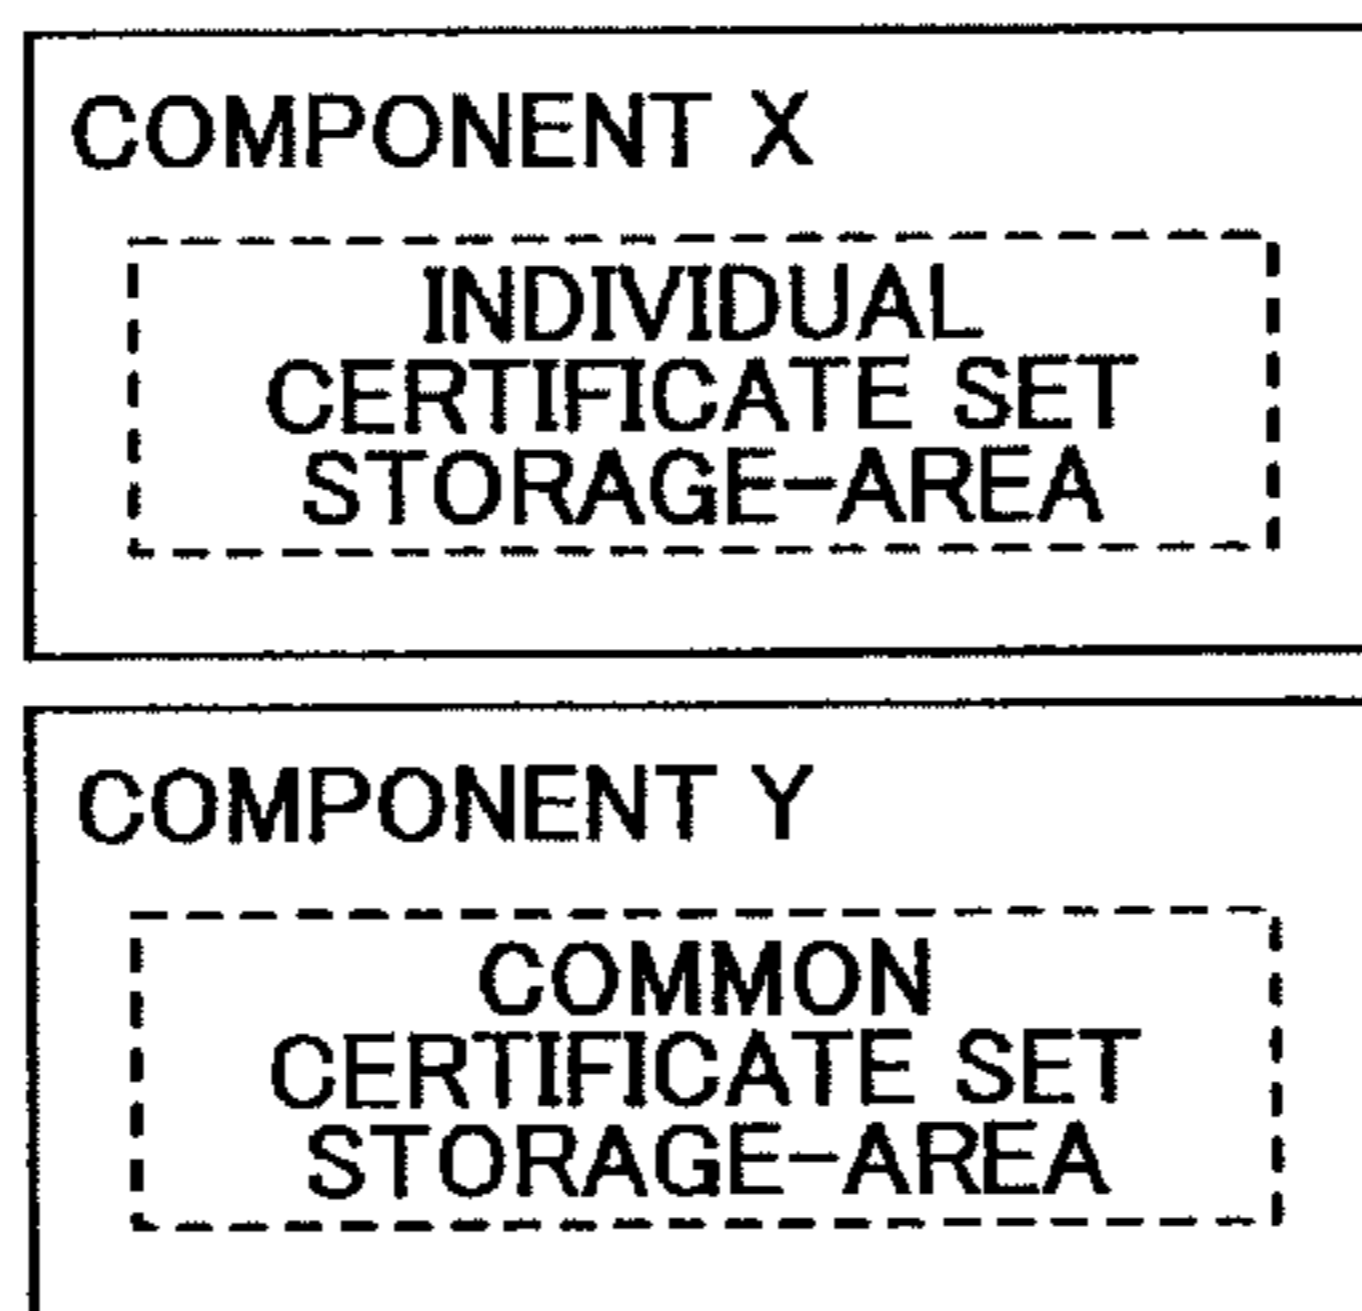 COMPONENT X
INDIVIDUAL
CERTIFICATE SET
STORAGE-AREA
COMPONENT Y
COMMON
CERTIFICATE SET
STORAGE-AREA